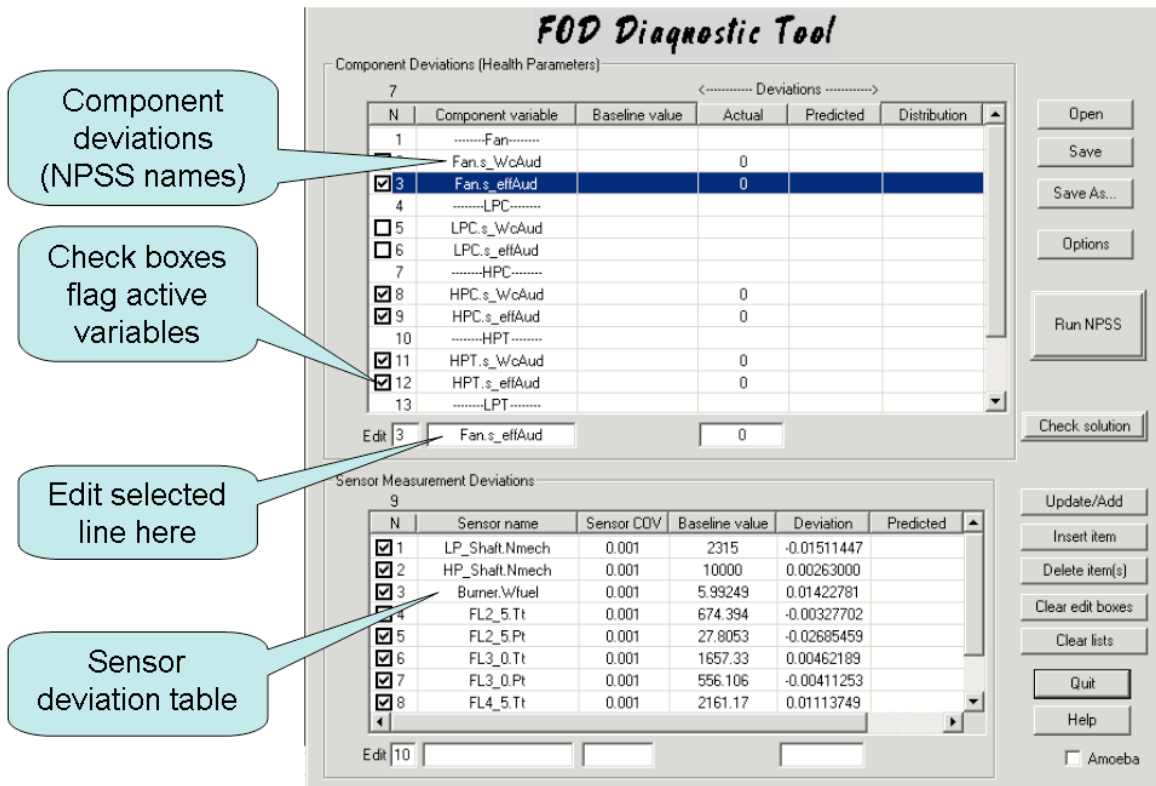 FOD Diagnostic Tool
Component Deviations (Health Parameters)
7 <------------ Deviations ------------>
N Component variable Baseline value Actual Predicted Distribution
1 --------Fan--------
Fan.s_WcAud 0
3 Fan.s_effAud 0
4 --------LPC--------
5 LPC.s_WcAud
6 LPC.s_effAud
7 --------HPC--------
8 HPC.s_WcAud 0
9 HPC.s_effAud 0
10 --------HPT--------
11 HPT.s_WcAud 0
12 HPT.s_effAud 0
13 --------LPT--------
Edit 3 Fan.s_effAud 0
Sensor Measurement Deviations
9
N Sensor name Sensor COV Baseline value Deviation Predicted
1 LP_Shaft.Nmech 0.001 2315 -0.01511447
2 HP_Shaft.Nmech 0.001 10000 0.00263000
3 Burner.Wfuel 0.001 5.99249 0.01422781
4 FL2_5.Tt 0.001 674.394 -0.00327702
5 FL2_5.Pt 0.001 27.8053 -0.02685459
6 FL3_0.Tt 0.001 1657.33 0.00462189
7 FL3_0.Pt 0.001 556.106 -0.00411253
8 FL4_5.Tt 0.001 2161.17 0.01113749
Edit 10
Open
Save
Save As...
Options
Run NPSS
Check solution
Update/Add
Insert item
Delete item(s)
Clear edit boxes
Clear lists
Quit
Help
Amoeba
Component
deviations
(NPSS names)
Check boxes
flag active
variables
Edit selected
line here
Sensor
deviation table